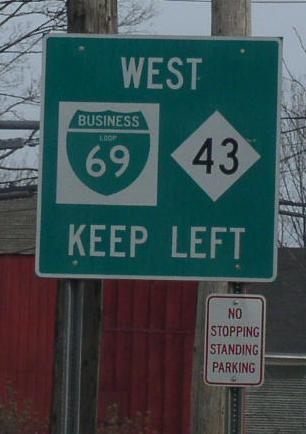 WEST
BUSINESS
LOOP
69
43
KEEP LEFT
NO
STOPPING
STANDING
PARKING